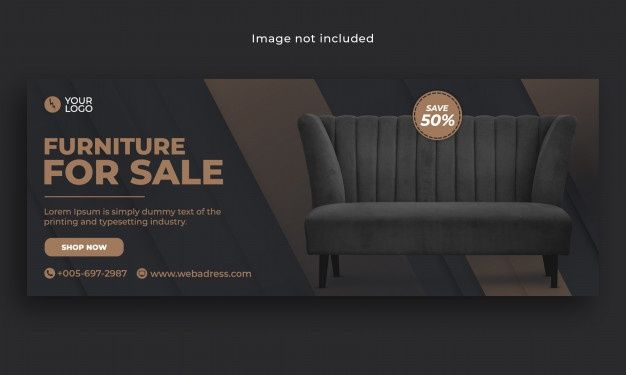 Image not included
YOUR
LOGO
SAVE
50%
FURNITURE
FOR SALE
Lorem Ipsum is simply dummy text of the
printing and typesetting industry.
SHOP NOW
+005-697-2987 www.webadress.com